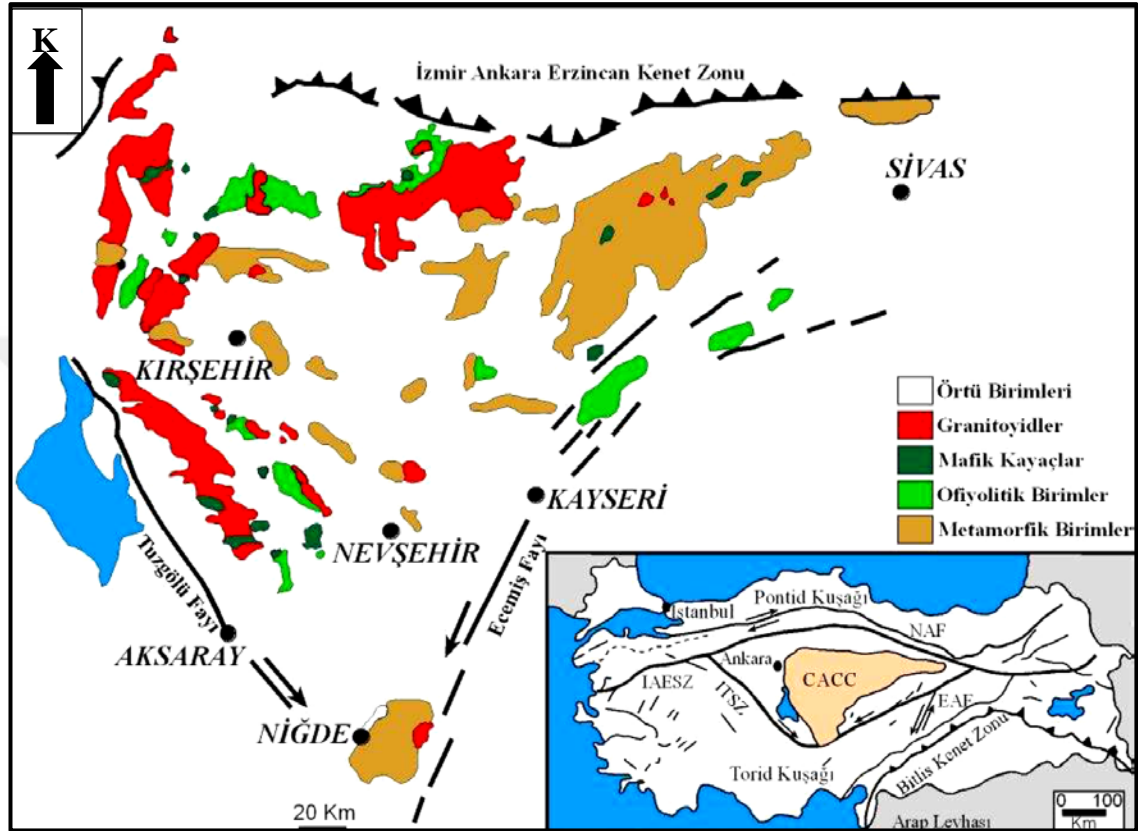 K
İzmir Ankara Erzincan Kenet Zonu
SİVAS
KIRŞEHİR
KAYSERİ
NEVŞEHİR
Tuzgölü Fayı
Ecemiş Fayı
AKSARAY
NİĞDE
20 Km
Örtü Birimleri
Granitoyidler
Mafik Kayaçlar
Ofiyolitik Birimler
Metamorfik Birimler
İstanbul
Pontid Kuşağı
NAF
Ankara
CACC
IAESZ
ITSZ
EAF
Bitlis Kenet Zonu
Torid Kuşağı
0 100
Km
Arap Levhası